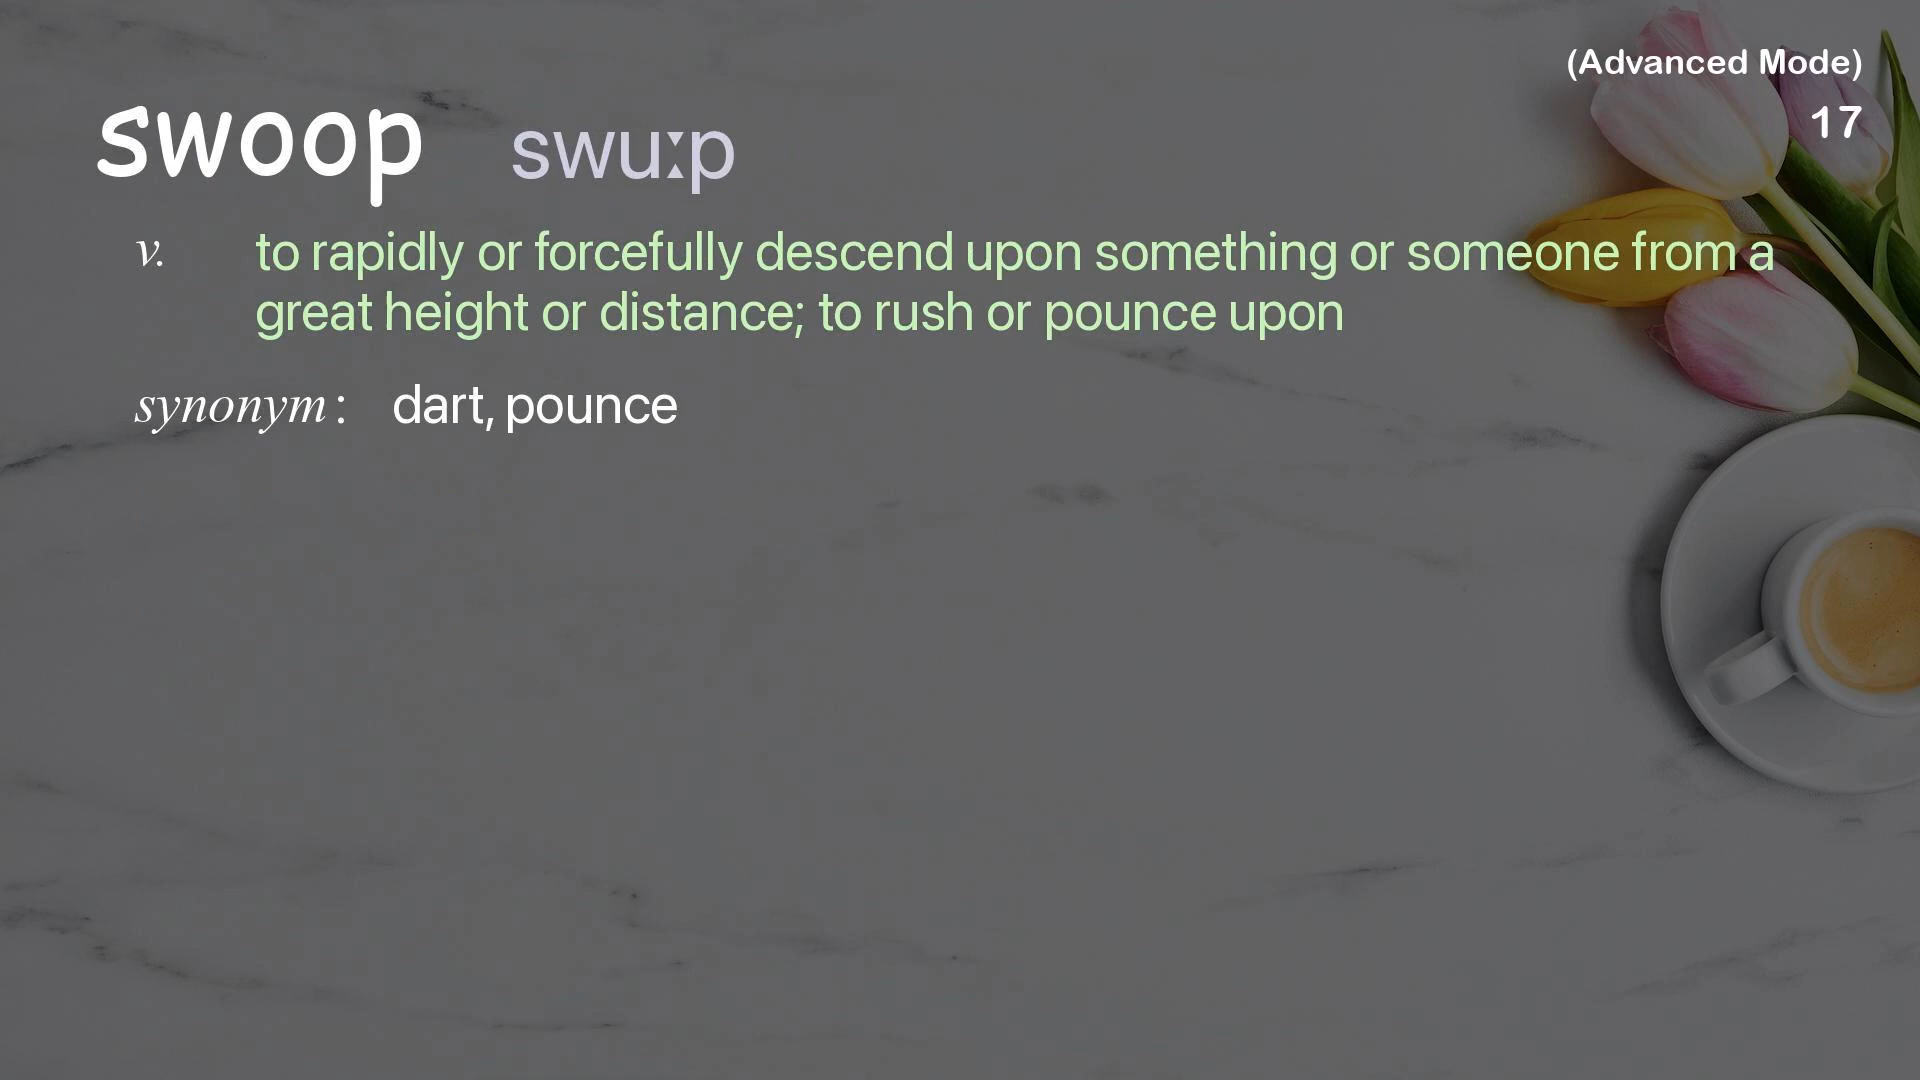 (Advanced Mode)
17
swoop swuːp
v. to rapidly or forcefully descend upon something or someone from a
great height or distance; to rush or pounce upon
synonym : dart, pounce